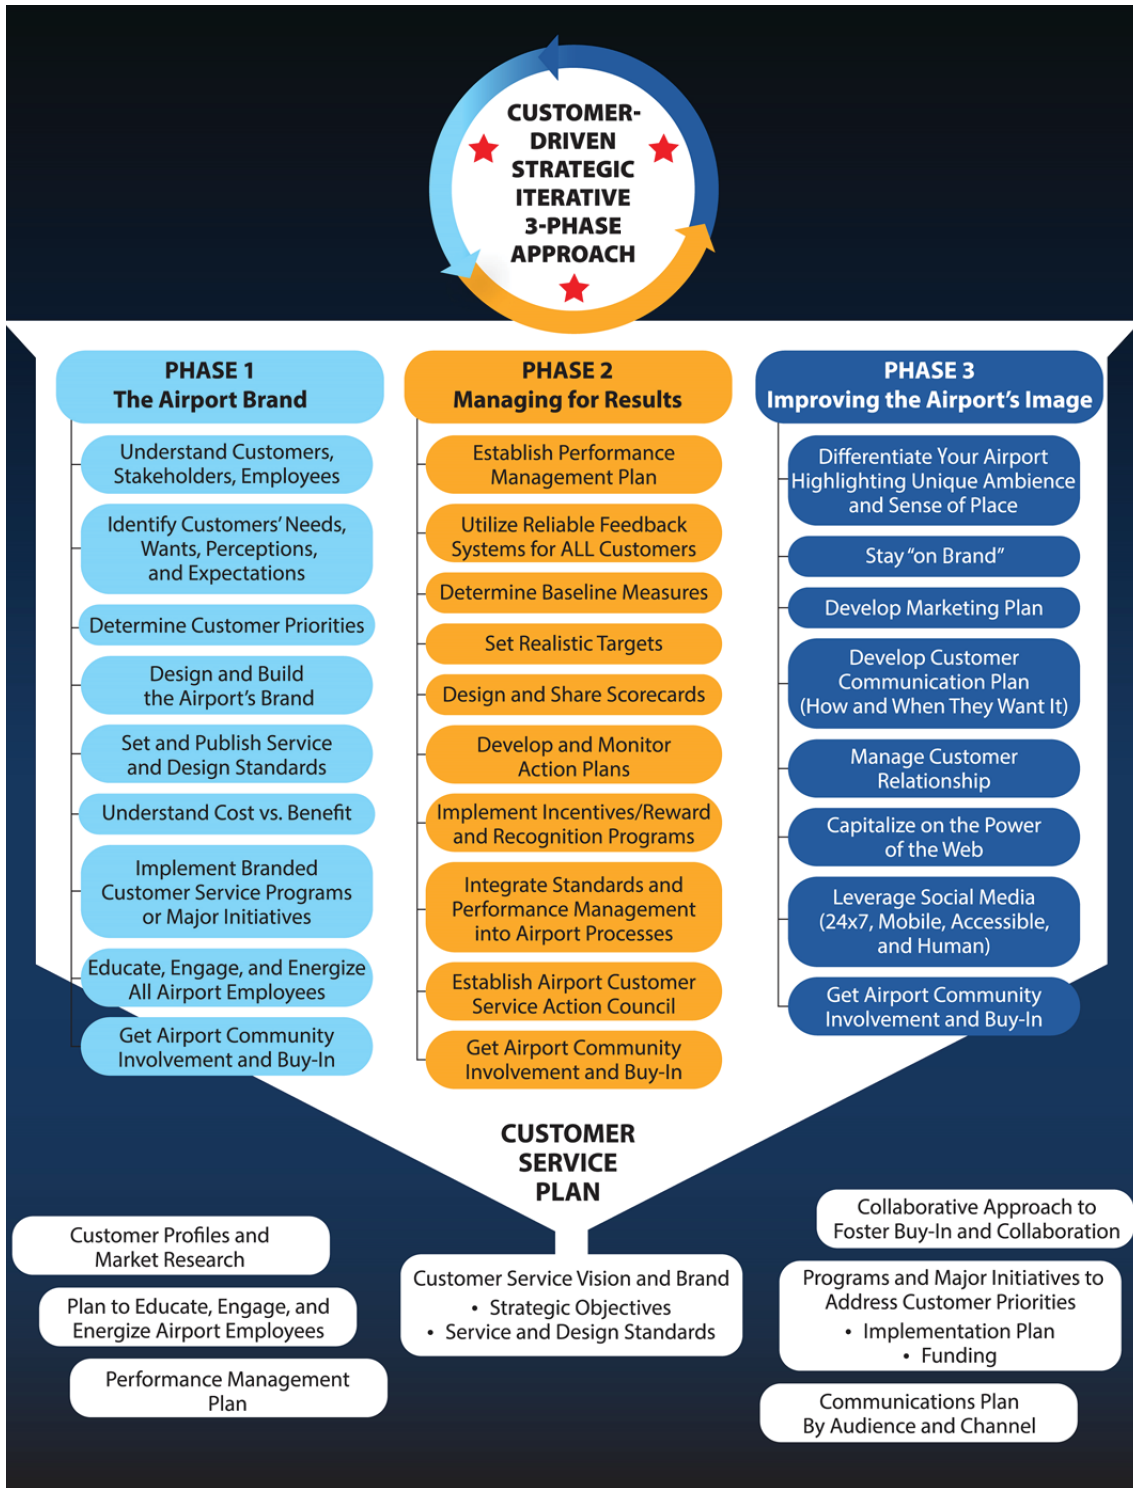 CUSTOMER-
DRIVEN
STRATEGIC
ITERATIVE
3-PHASE
APPROACH
PHASE 1
The Airport Brand
Understand Customers,
Stakeholders, Employees
Identify Customers’ Needs,
Wants, Perceptions,
and Expectations
Determine Customer Priorities
Design and Build
the Airport’s Brand
Set and Publish Service
and Design Standards
Understand Cost vs. Benefit
Implement Branded
Customer Service Programs
or Major Initiatives
Educate, Engage, and Energize
All Airport Employees
Get Airport Community
Involvement and Buy-In
PHASE 2
Managing for Results
Establish Performance
Management Plan
Utilize Reliable Feedback
Systems for ALL Customers
Determine Baseline Measures
Set Realistic Targets
Design and Share Scorecards
Develop and Monitor
Action Plans
Implement Incentives/Reward
and Recognition Programs
Integrate Standards and
Performance Management
into Airport Processes
Establish Airport Customer
Service Action Council
Get Airport Community
Involvement and Buy-In
PHASE 3
Improving the Airport’s Image
Differentiate Your Airport
Highlighting Unique Ambience
and Sense of Place
Stay “on Brand”
Develop Marketing Plan
Develop Customer
Communication Plan
(How and When They Want It)
Manage Customer
Relationship
Capitalize on the Power
of the Web
Leverage Social Media
(24x7, Mobile, Accessible,
and Human)
Get Airport Community
Involvement and Buy-In
CUSTOMER
SERVICE
PLAN
Customer Profiles and
Market Research
Plan to Educate, Engage, and
Energize Airport Employees
Performance Management
Plan
Customer Service Vision and Brand
• Strategic Objectives
• Service and Design Standards
Collaborative Approach to
Foster Buy-In and Collaboration
Programs and Major Initiatives to
Address Customer Priorities
• Implementation Plan
• Funding
Communications Plan
By Audience and Channel